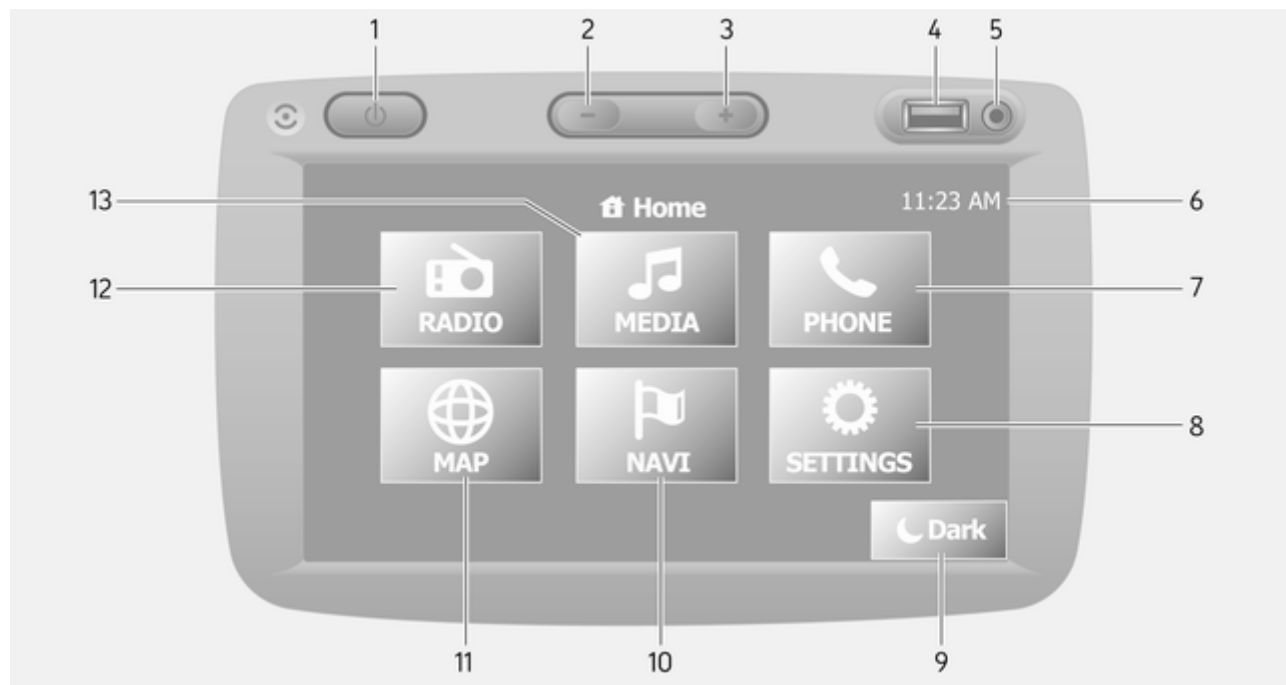 1 2 3 4 5
− +
Home 11:23 AM 6
13
12 RADIO MEDIA PHONE 7
MAP NAVI SETTINGS 8
Dark
11 10 9